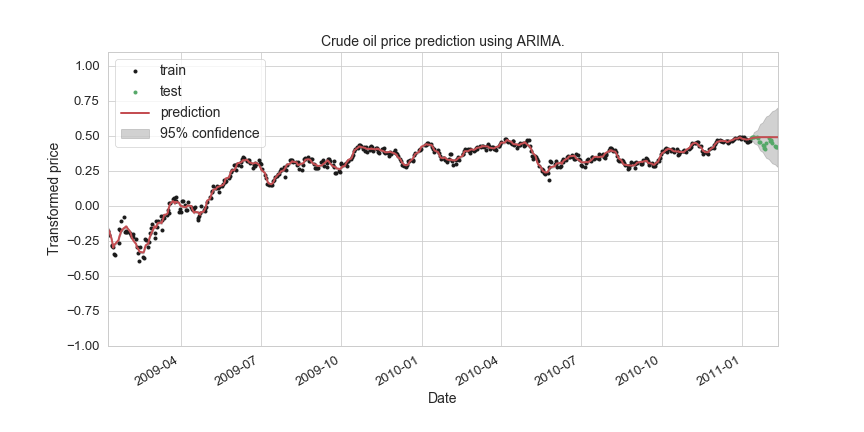 Crude oil price prediction using ARIMA.
train
test
prediction
95% confidence
1.00
0.75
0.50
0.25
0.00
−0.25
−0.50
−0.75
−1.00
Transformed price
2009-04
2009-07
2009-10
2010-01
2010-04
2010-07
2010-10
2011-01
Date